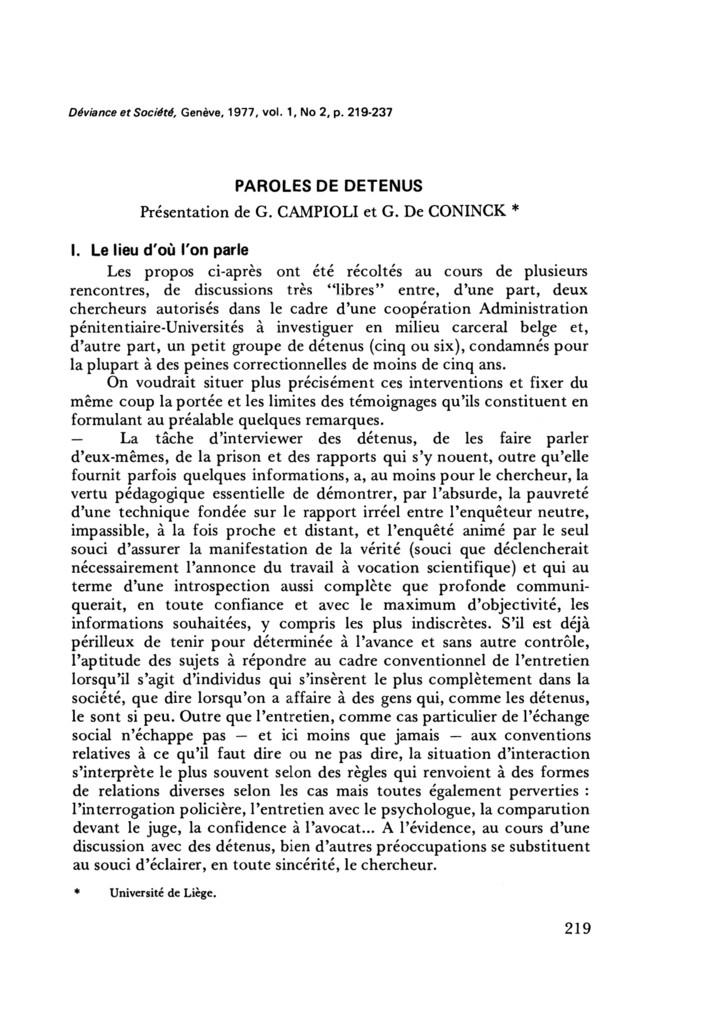 Déviance et Société, Genève, 1977, vol. 1, No 2, p. 219-237
PAROLES DE DETENUS
Présentation de G. CAMPIOLI et G. De CONINCK *
I. Le lieu d'où l'on parle
Les propos ci-après ont été récoltés au cours de plusieurs
rencontres, de discussions très “libres” entre, d'une part, deux
chercheurs autorisés dans le cadre d'une coopération Administration
pénitentiaire-Universités à investiguer en milieu carceral belge et,
d'autre part, un petit groupe de détenus (cinq ou six), condamnés pour
la plupart à des peines correctionnelles de moins de cinq ans.
On voudrait situer plus précisément ces interventions et fixer du
même coup la portée et les limites des témoignages qu'ils constituent en
formulant au préalable quelques remarques.
— La tâche d'interviewer des détenus, de les faire parler
d'eux-mêmes, de la prison et des rapports qui s'y nouent, outre qu'elle
fournit parfois quelques informations, a, au moins pour le chercheur, la
vertu pédagogique essentielle de démontrer, par l'absurde, la pauvreté
d'une technique fondée sur le rapport irréel entre l'enquêteur neutre,
impassible, à la fois proche et distant, et l'enquêté animé par le seul
souci d'assurer la manifestation de la vérité (souci que déclencherait
nécessairement l'annonce du travail à vocation scientifique) et qui au
terme d'une introspection aussi complète que profonde communi-
querait, en toute confiance et avec le maximum d'objectivité, les
informations souhaitées, y compris les plus indiscrètes. S'il est déjà
périlleux de tenir pour déterminée à l'avance et sans autre contrôle,
l'aptitude des sujets à répondre au cadre conventionnel de l'entretien
lorsqu'il s'agit d'individus qui s'insèrent le plus complètement dans la
société, que dire lorsqu'on a affaire à des gens qui, comme les détenus,
le sont si peu. Outre que l'entretien, comme cas particulier de l'échange
social n'échappe pas — et ici moins que jamais — aux conventions
relatives à ce qu'il faut dire ou ne pas dire, la situation d'interaction
s'interprète le plus souvent selon des règles qui renvoient à des formes
de relations diverses selon les cas mais toutes également perverties :
l'interrogation policière, l'entretien avec le psychologue, la comparution
devant le juge, la confidence à l'avocat... A l'évidence, au cours d'une
discussion avec des détenus, bien d'autres préoccupations se substituent
au souci d'éclairer, en toute sincérité, le chercheur.
* Université de Liège.
219